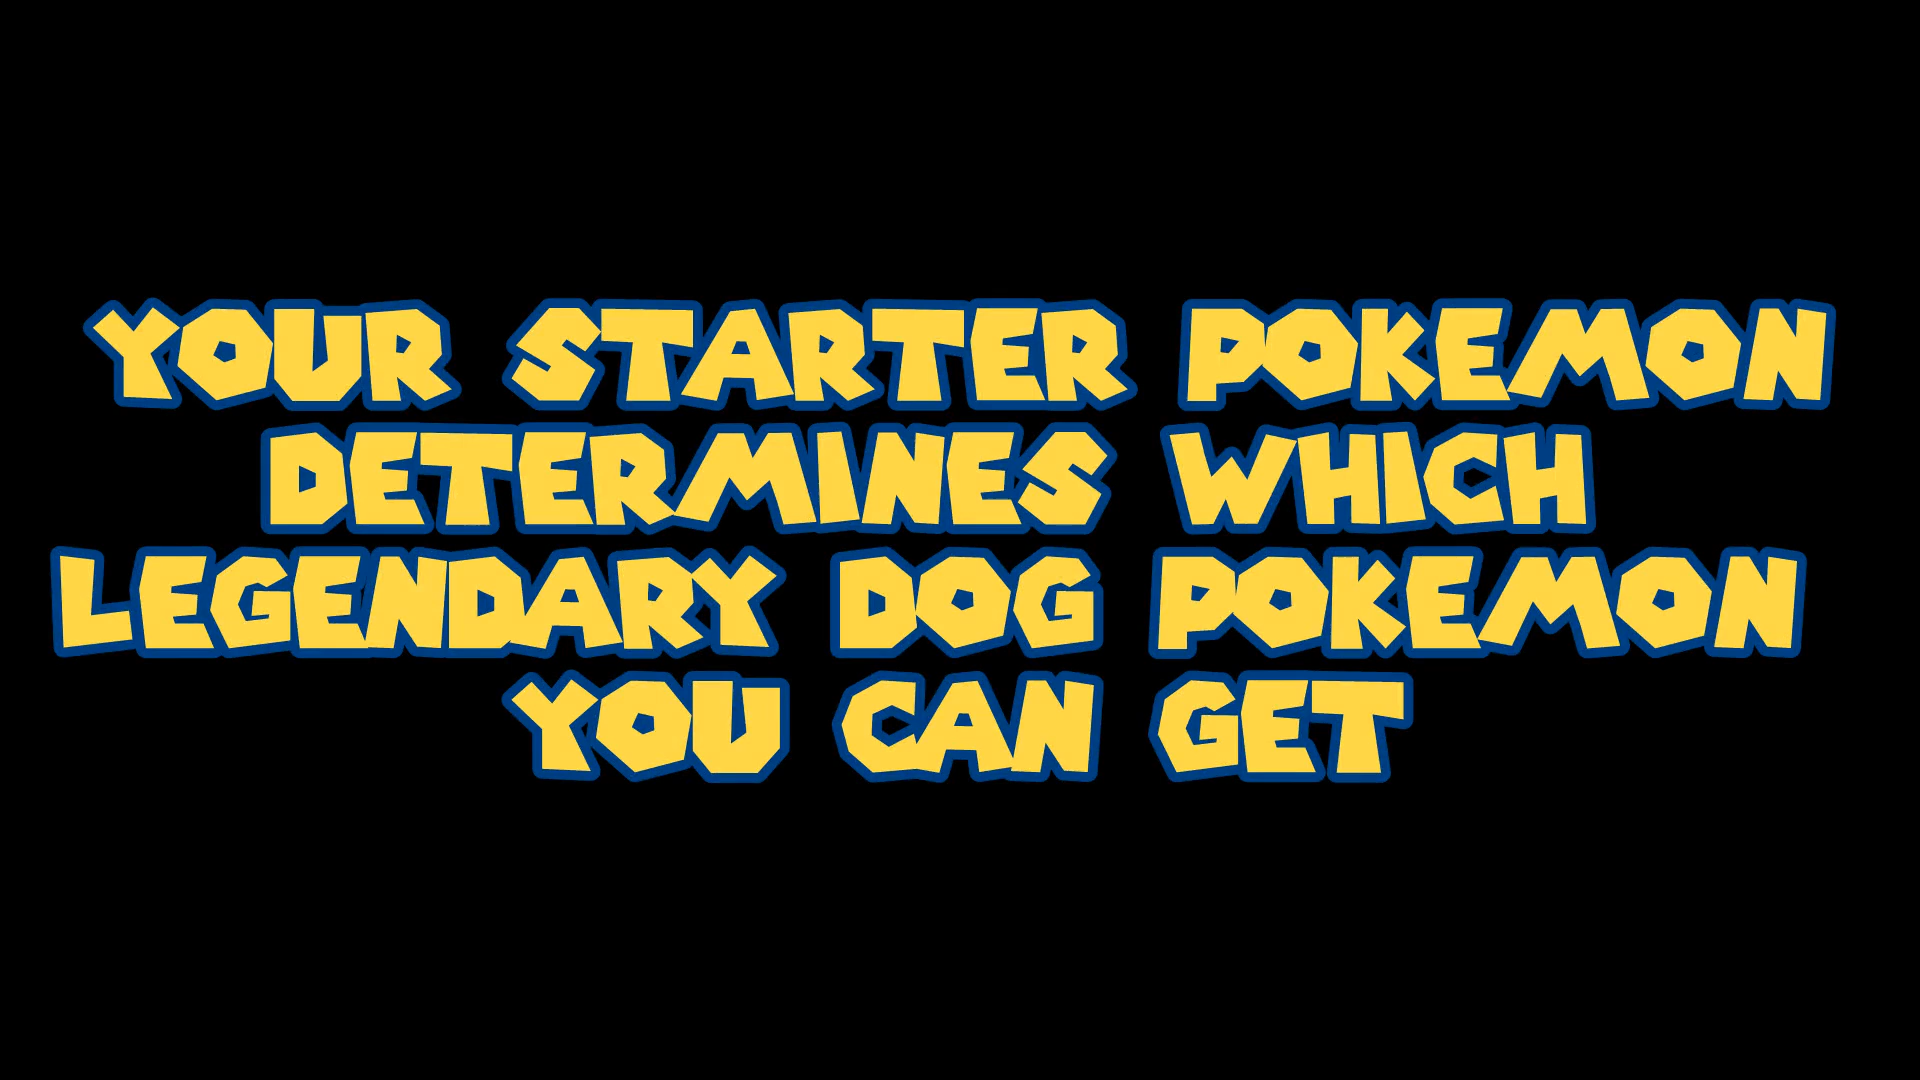 YOUR STARTER POKEMON
DETERMINES WHICH
LEGENDARY DOG POKEMON
YOU CAN GET